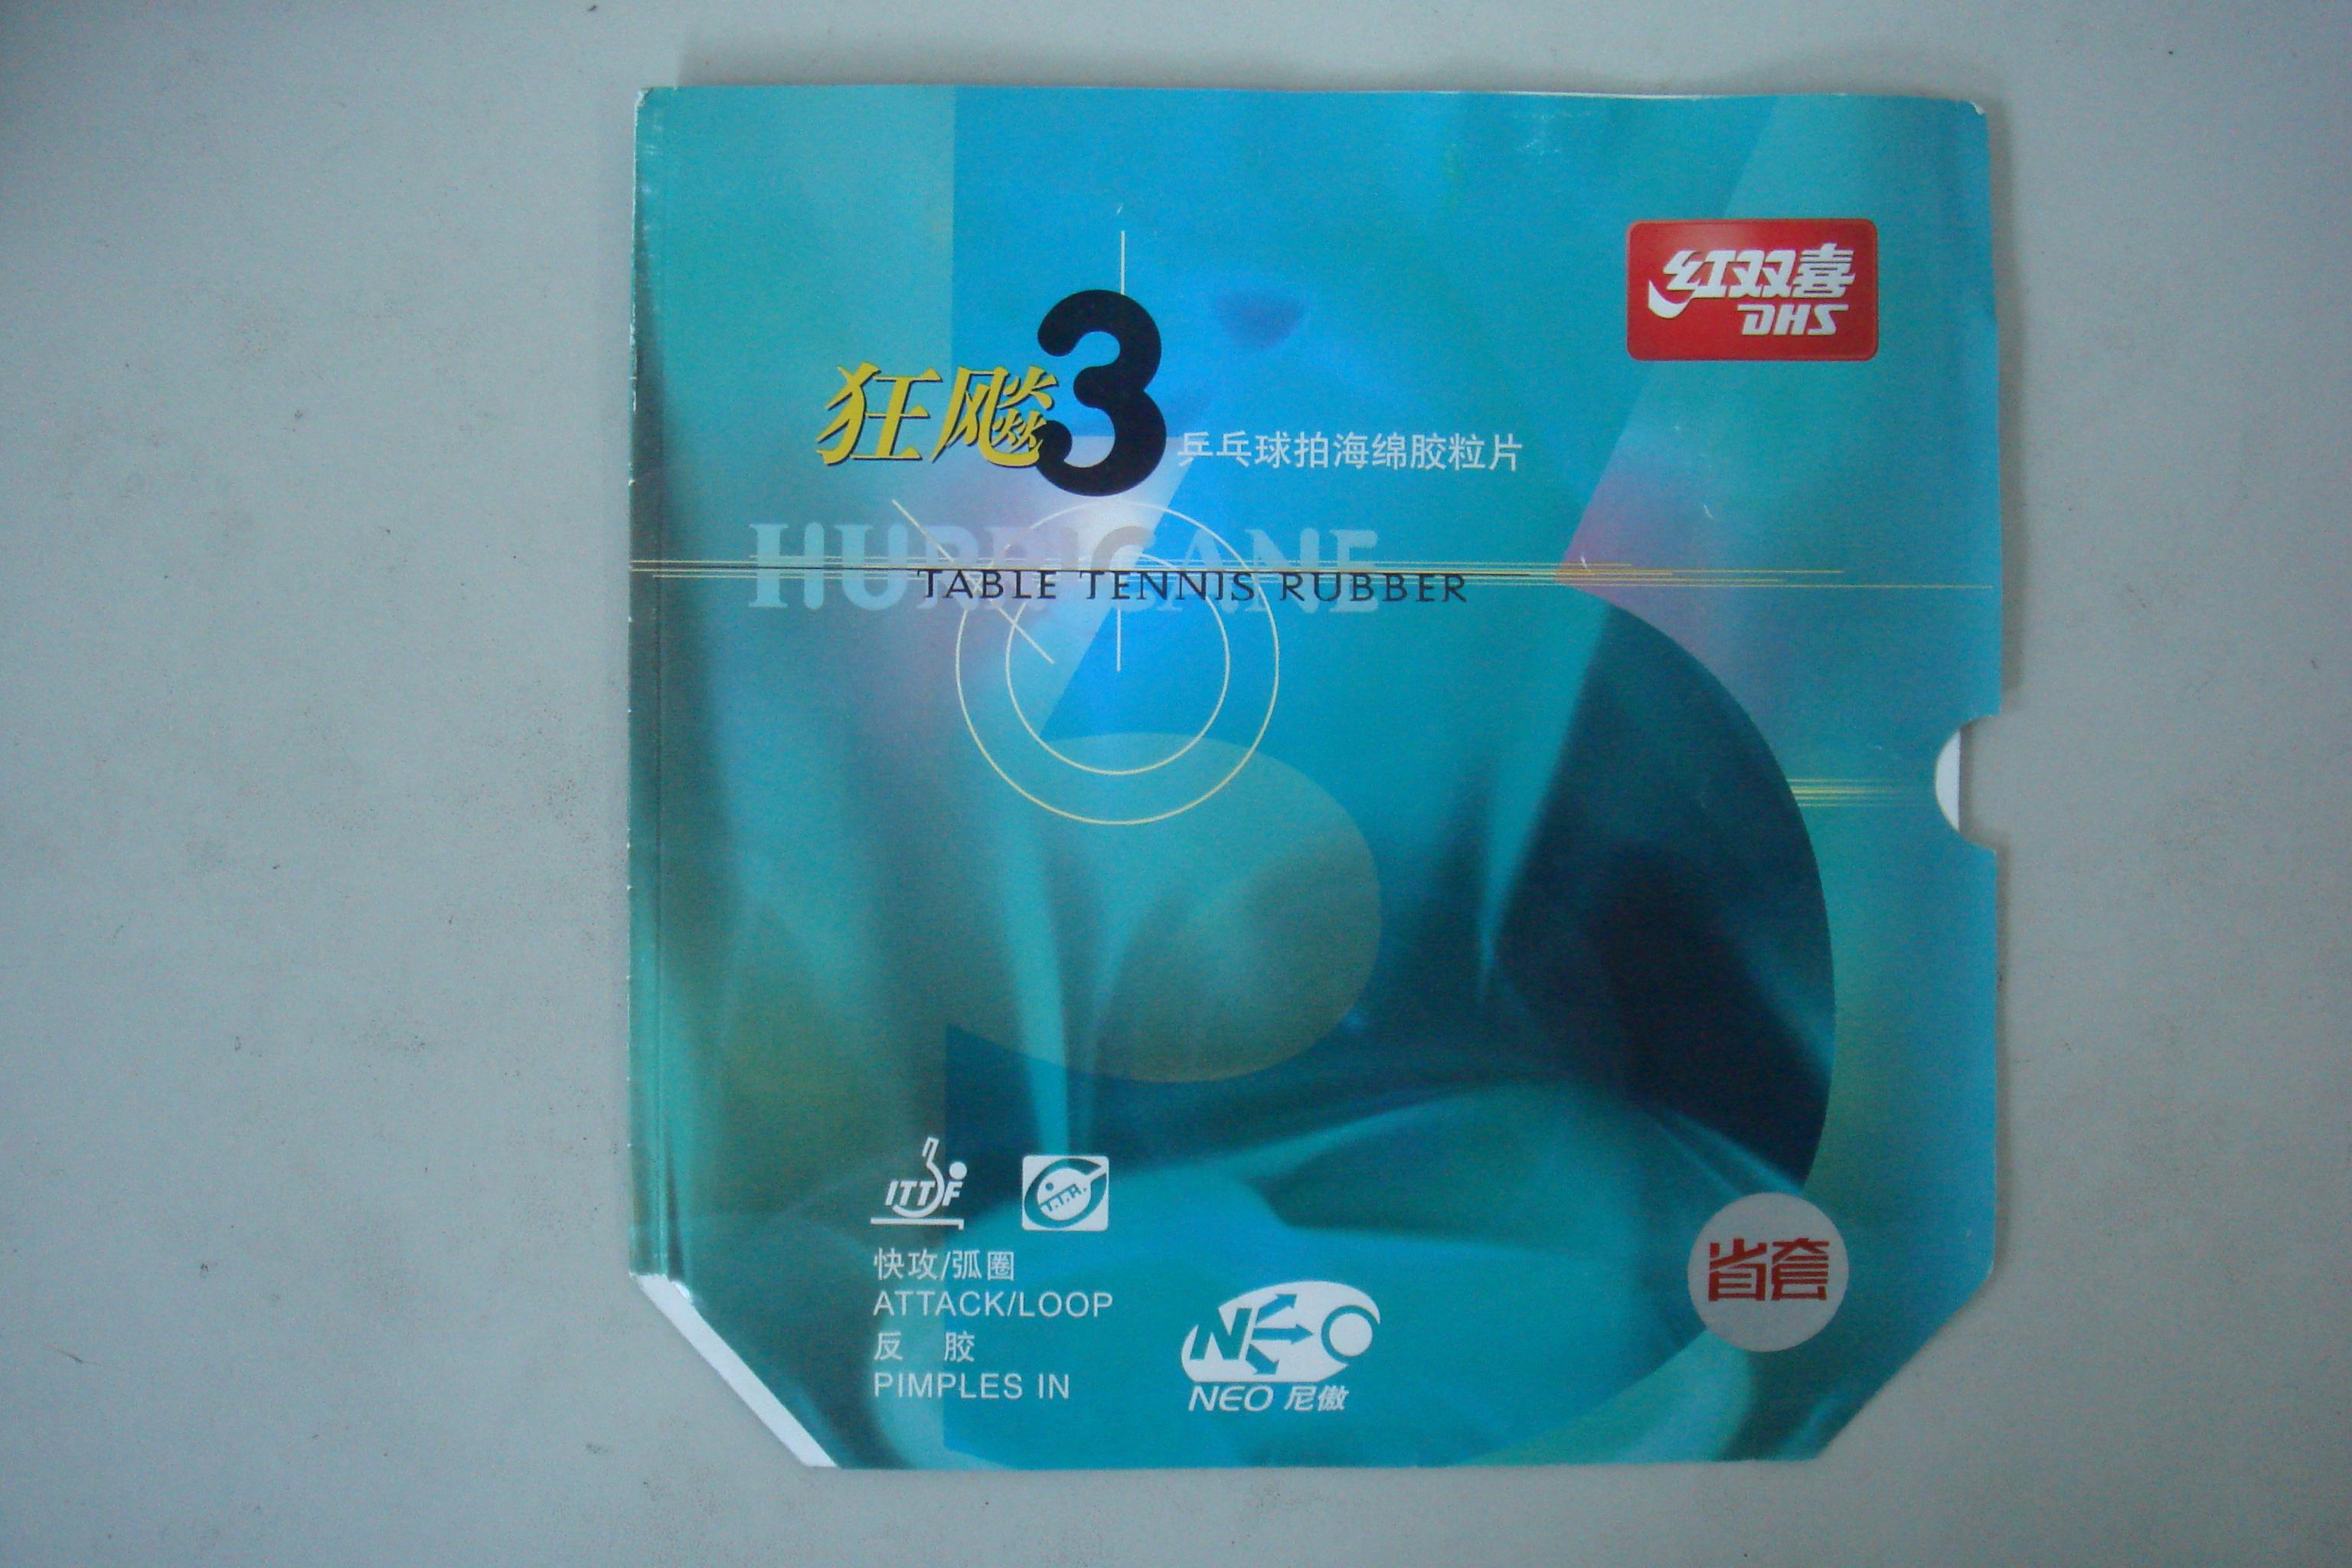 红双喜
DHS
狂飚3
乒乓球拍海绵胶粒片
HURRICANE
TABLE TENNIS RUBBER
ITTF
T.T.R.
快攻/弧圈
ATTACK/LOOP
反 胶
PIMPLES IN
NEO
NEO 尼傲
省套